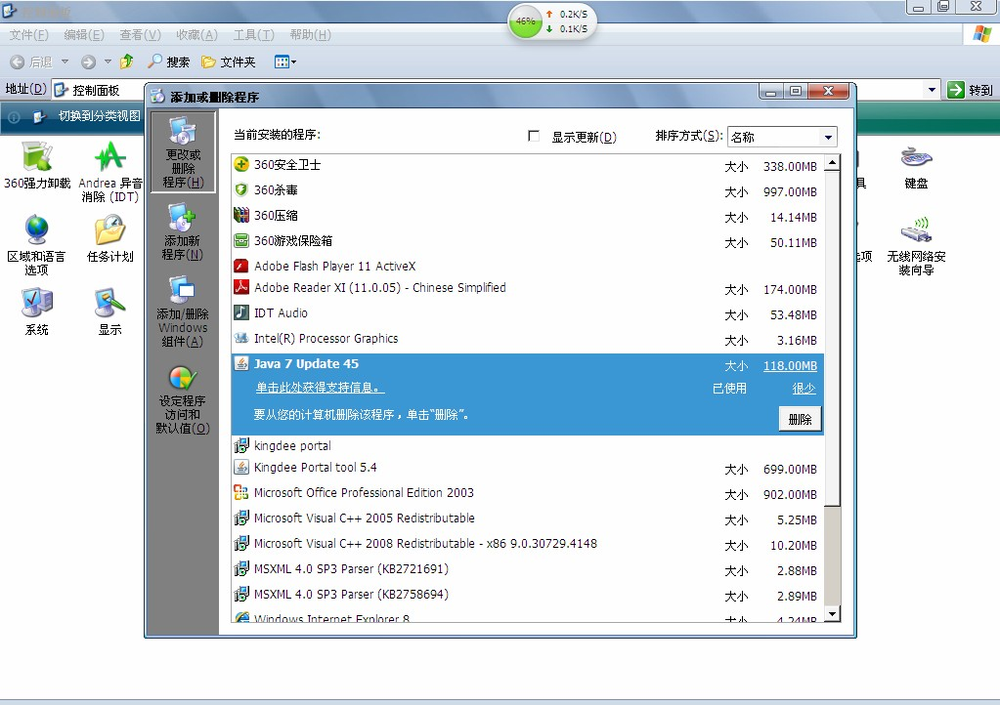 46%
0.2K/S
0.1K/S
文件(F) 编辑(E) 查看(V) 收藏(A) 工具(T) 帮助(H)
后退 搜索 文件夹
地址(D) 控制面板 转到
切换到分类视图
360强力卸载
Andrea 异音
消除 (IDT)
区域和语言
选项
任务计划
系统
显示
具
键盘
选项
无线网络安
装向导
添加或删除程序
更改或
删除
程序(H)
添加新
程序(N)
添加/删除
Windows
组件(A)
设定程序
访问和
默认值(O)
当前安装的程序: 显示更新(D) 排序方式(S): 名称
360安全卫士 大小 338.00MB
360杀毒 大小 997.00MB
360压缩 大小 14.14MB
360游戏保险箱 大小 50.11MB
Adobe Flash Player 11 ActiveX
Adobe Reader XI (11.0.05) - Chinese Simplified 大小 174.00MB
IDT Audio 大小 53.48MB
Intel(R) Processor Graphics 大小 3.16MB
Java 7 Update 45 大小 118.00MB
单击此处获得支持信息。 已使用 很少
要从您的计算机删除该程序，单击“删除”。 删除
kingdee portal
Kingdee Portal tool 5.4 大小 699.00MB
Microsoft Office Professional Edition 2003 大小 902.00MB
Microsoft Visual C++ 2005 Redistributable 大小 5.25MB
Microsoft Visual C++ 2008 Redistributable - x86 9.0.30729.4148 大小 10.20MB
MSXML 4.0 SP3 Parser (KB2721691) 大小 2.88MB
MSXML 4.0 SP3 Parser (KB2758694) 大小 2.89MB
Windows Internet Explorer 8 大小 4.24MB